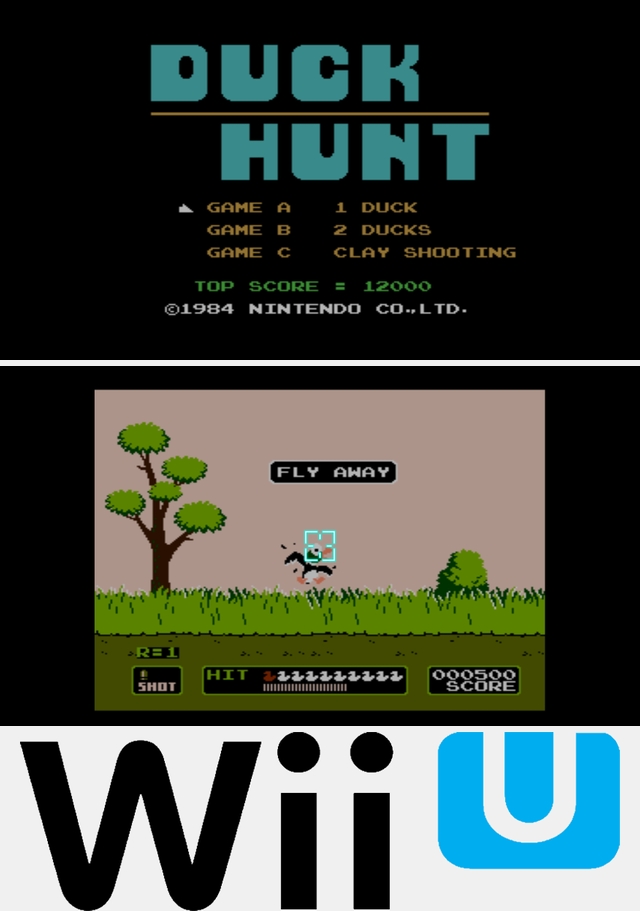 DUCK
HUNT
GAME A 1 DUCK
GAME B 2 DUCKS
GAME C CLAY SHOOTING
TOP SCORE = 12000
©1984 NINTENDO CO.,LTD.
FLY AWAY
R=1
SHOT
HIT
000500
SCORE
Wii U